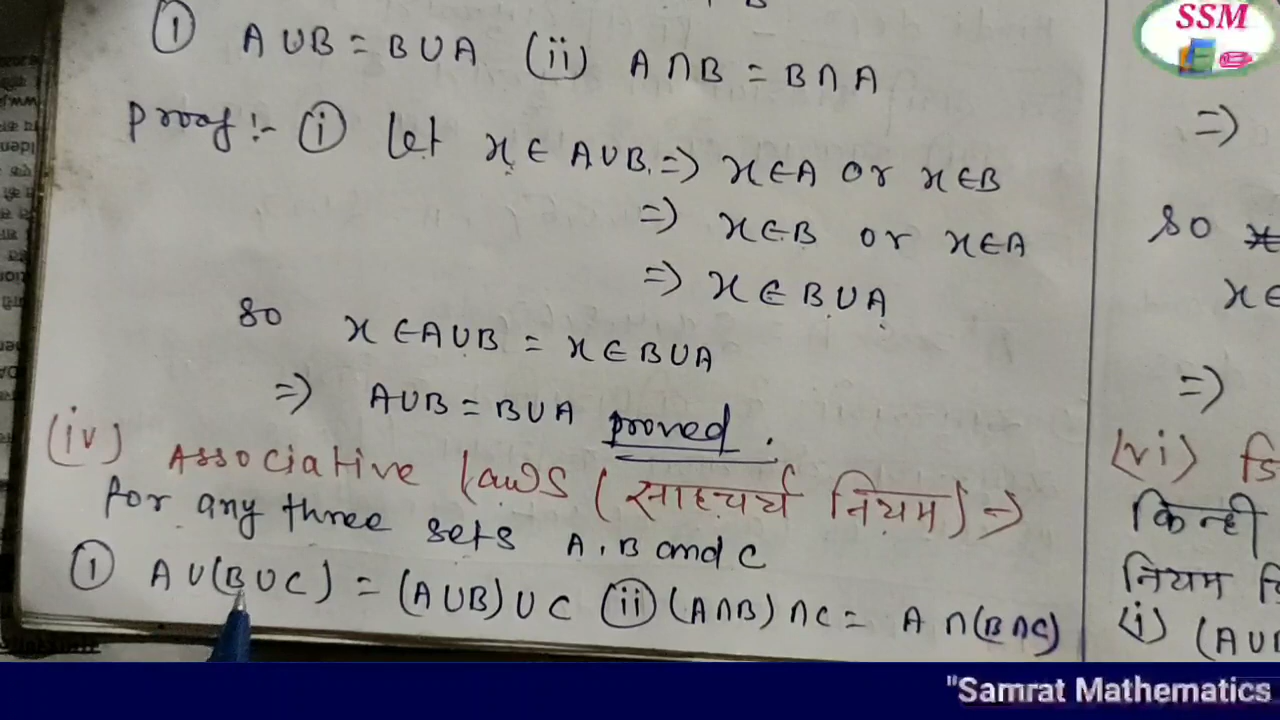 ① A∪B = B∪A (ii) A∩B = B∩A
Proof:- ⓘ Let x∈A∪B. => x∈A or x∈B
=> x∈B or x∈A
=> x∈B∪A
so x∈A∪B = x∈B∪A
=> A∪B = B∪A proved.
(iv) Associative laws (साहचर्य नियम) =>
for any three sets A, B and C
① A∪(B∪C) = (A∪B)∪C (ii) (A∩B)∩C = A∩(B∩C)
SSM
=>
so x
x∈
=>
(vi)
किन्ही
नियम
(i) (A∪
"Samrat Mathematics